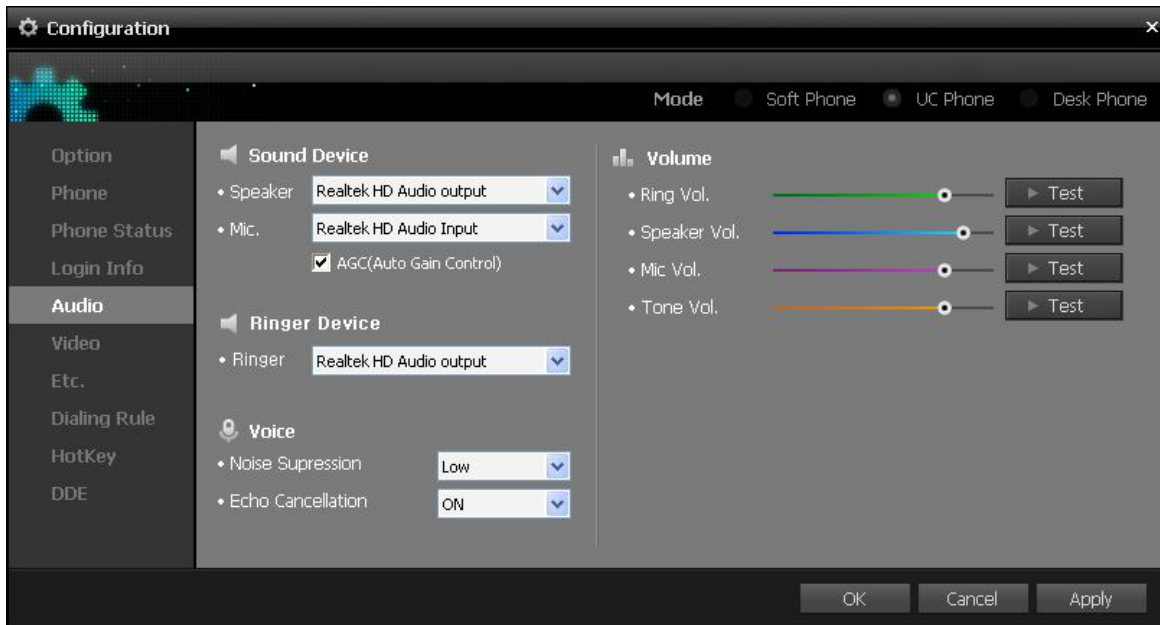 Configuration
Mode Soft Phone UC Phone Desk Phone
Option
Phone
Phone Status
Login Info
Audio
Video
Etc.
Dialing Rule
HotKey
DDE
Sound Device
• Speaker Realtek HD Audio output
• Mic. Realtek HD Audio Input
AGC(Auto Gain Control)
Ringer Device
• Ringer Realtek HD Audio output
Voice
• Noise Supression Low
• Echo Cancellation ON
Volume
• Ring Vol. Test
• Speaker Vol. Test
• Mic Vol. Test
• Tone Vol. Test
OK Cancel Apply